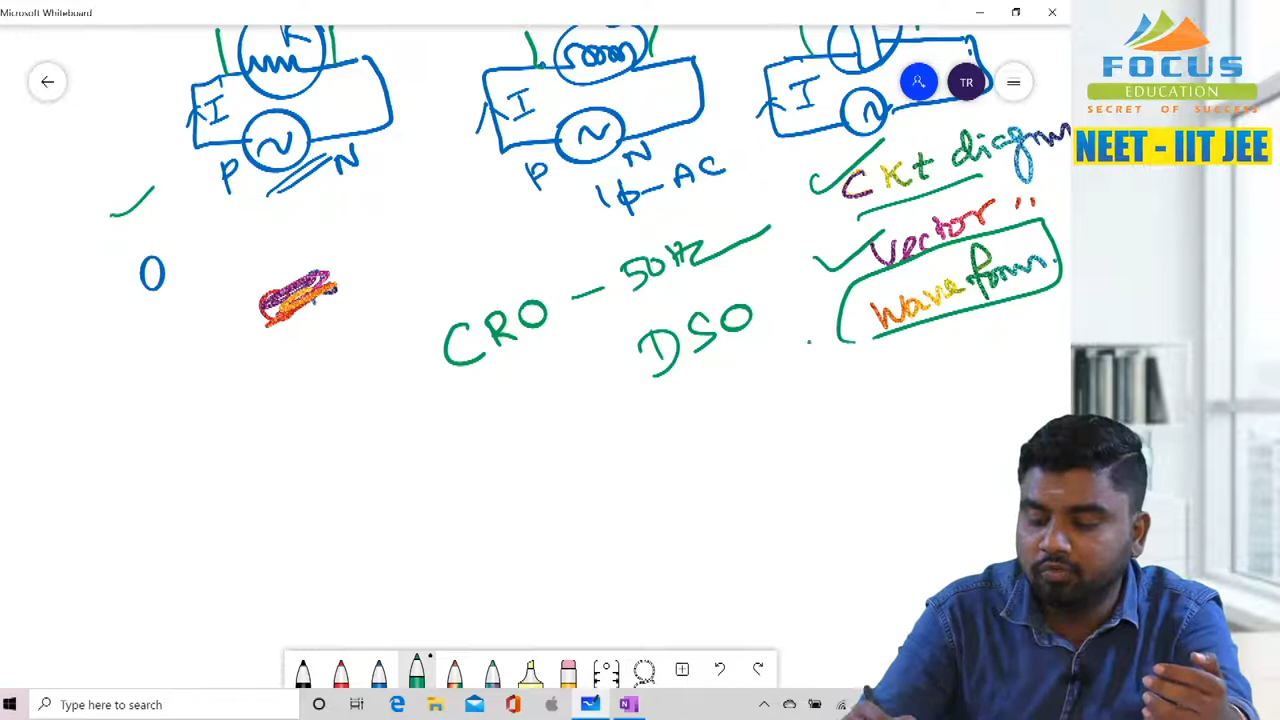 Microsoft Whiteboard
FOCUS
EDUCATION
SECRET OF SUCCESS
NEET - IIT JEE
TR
R
I
P
N
I
P
N
1ϕ-AC
I
CKt diagram
Vector "
Waveform.
0
CRO - 50Hz
DSO
Type here to search